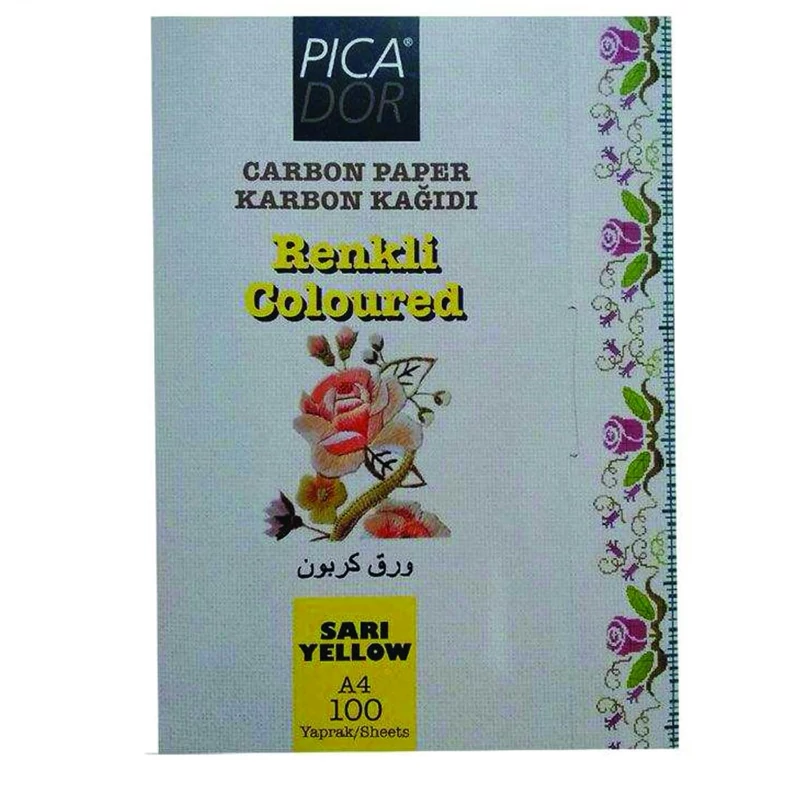 PICA®
DOR
CARBON PAPER
KARBON KAĞIDI
Renkli
Coloured
ورق كربون
SARI
YELLOW
A4
100
Yaprak/Sheets